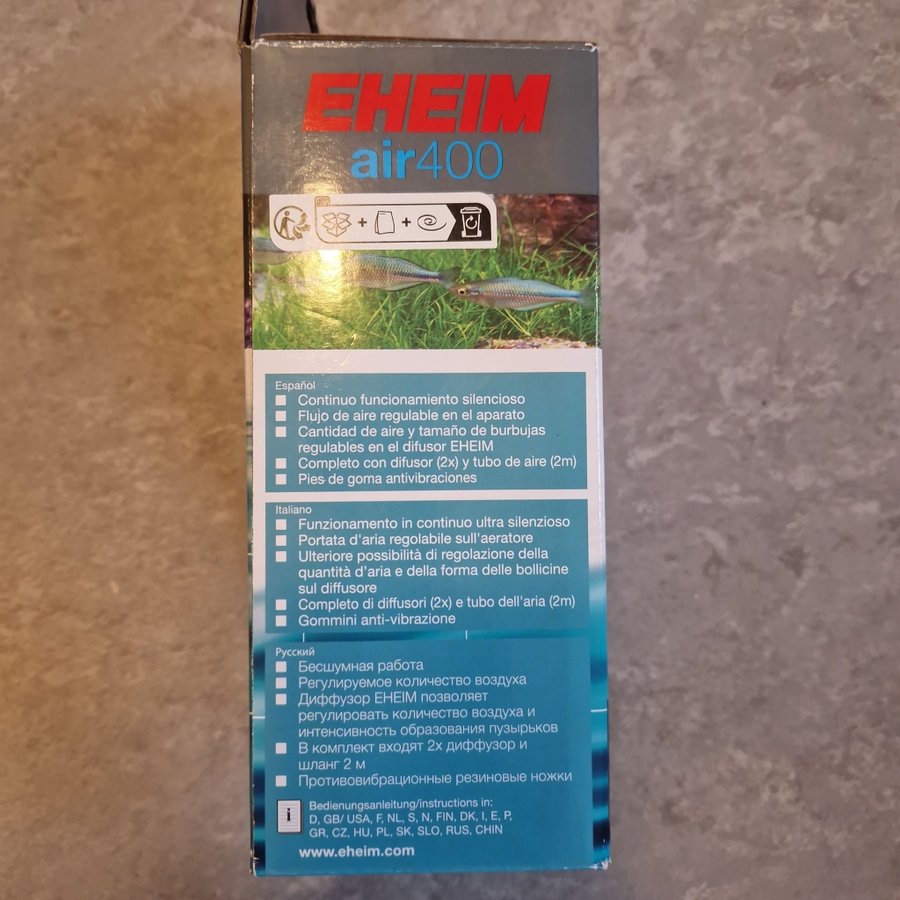 EHEIM
air400
+ +
Español
Continuo funcionamiento silencioso
Flujo de aire regulable en el aparato
Cantidad de aire y tamaño de burbujas
regulables en el difusor EHEIM
Completo con difusor (2x) y tubo de aire (2m)
Pies de goma antivibraciones
Italiano
Funzionamento in continuo ultra silenzioso
Portata d'aria regolabile sull'aeratore
Ulteriore possibilità di regolazione della
quantità d'aria e della forma delle bollicine
sul diffusore
Completo di diffusori (2x) e tubo dell'aria (2m)
Gommini anti-vibrazione
Русский
Бесшумная работа
Регулируемое количество воздуха
Диффузор EHEIM позволяет
регулировать количество воздуха и
интенсивность образования пузырьков
В комплект входят 2x диффузор и
шланг 2 м
Противовибрационные резиновые ножки
i
Bedienungsanleitung/instructions in:
D, GB/ USA, F, NL, S, N, FIN, DK, I, E, P,
GR, CZ, HU, PL, SK, SLO, RUS, CHIN
www.eheim.com